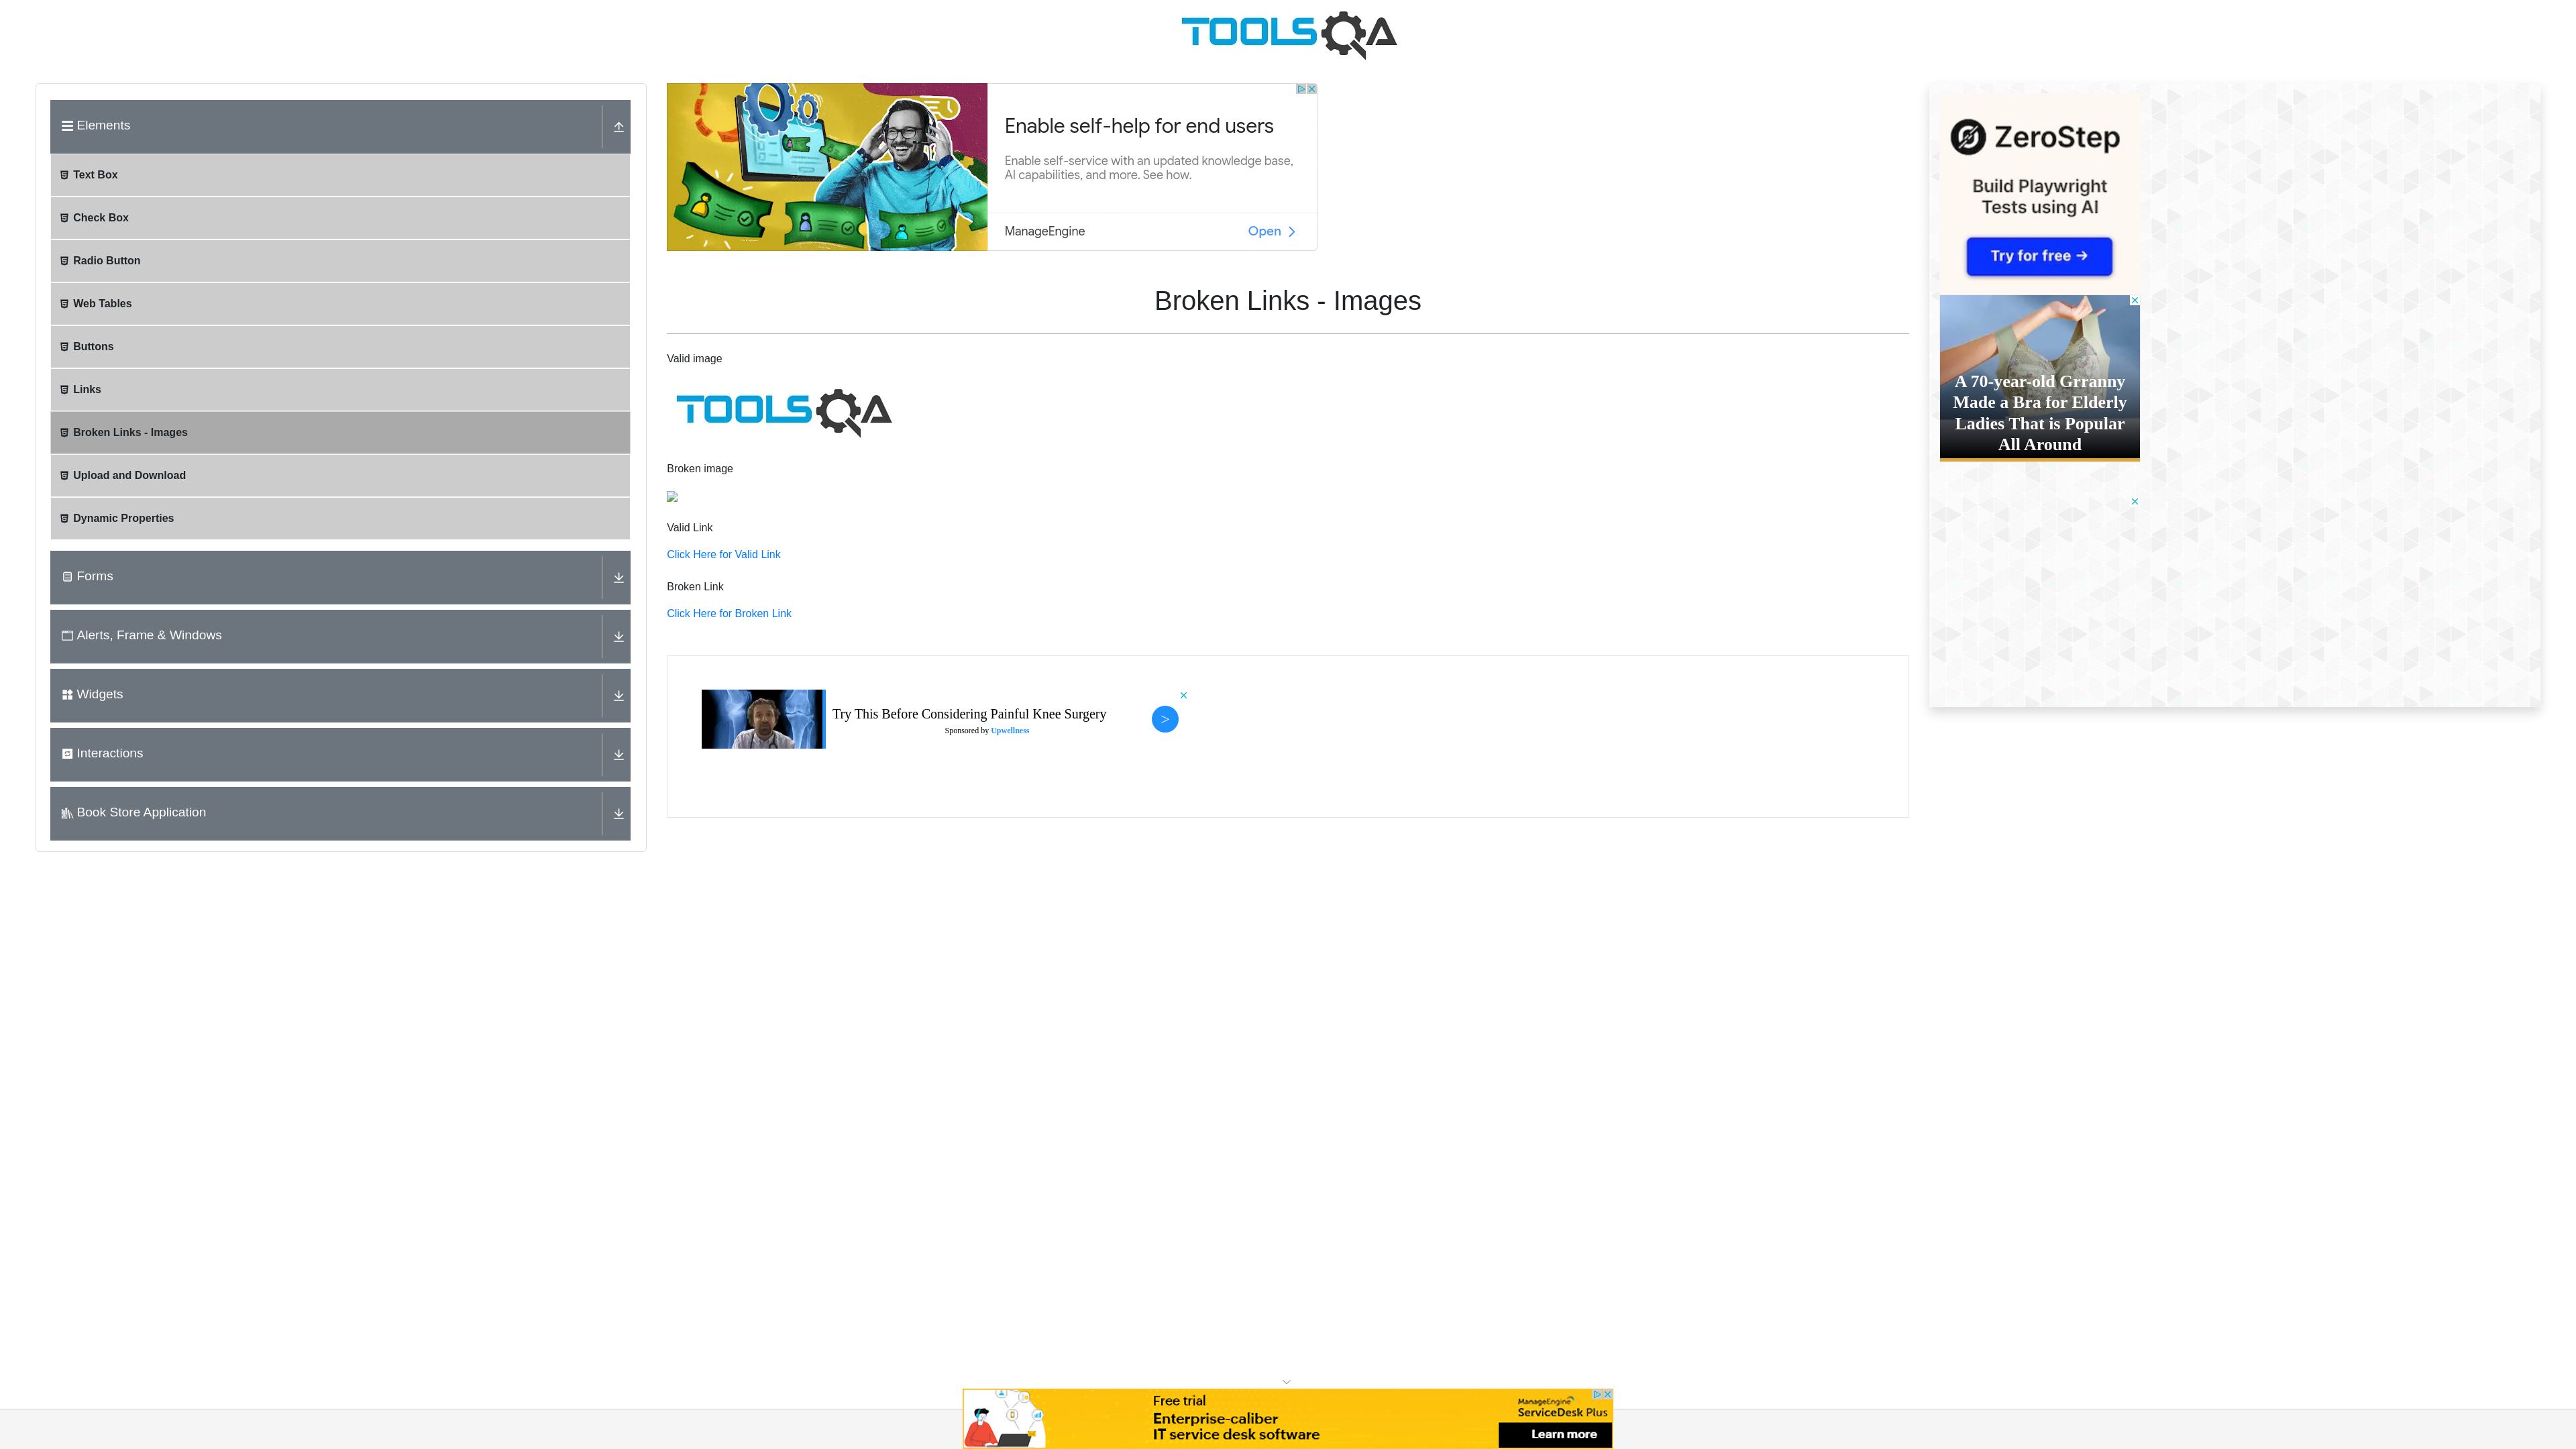 TOOLSQA
Elements
Text Box
Check Box
Radio Button
Web Tables
Buttons
Links
Broken Links - Images
Upload and Download
Dynamic Properties
Forms
Alerts, Frame & Windows
Widgets
Interactions
Book Store Application
Enable self-help for end users
Enable self-service with an updated knowledge base,
AI capabilities, and more. See how.
ManageEngine
Open
Broken Links - Images
Valid image
TOOLSQA
Broken image
Valid Link
Click Here for Valid Link
Broken Link
Click Here for Broken Link
Try This Before Considering Painful Knee Surgery
Sponsored by Upwellness
>
ZeroStep
Build Playwright
Tests using AI
Try for free →
A 70-year-old Grranny
Made a Bra for Elderly
Ladies That is Popular
All Around
Free trial
Enterprise-caliber
IT service desk software
ManageEngine
ServiceDesk Plus
Learn more